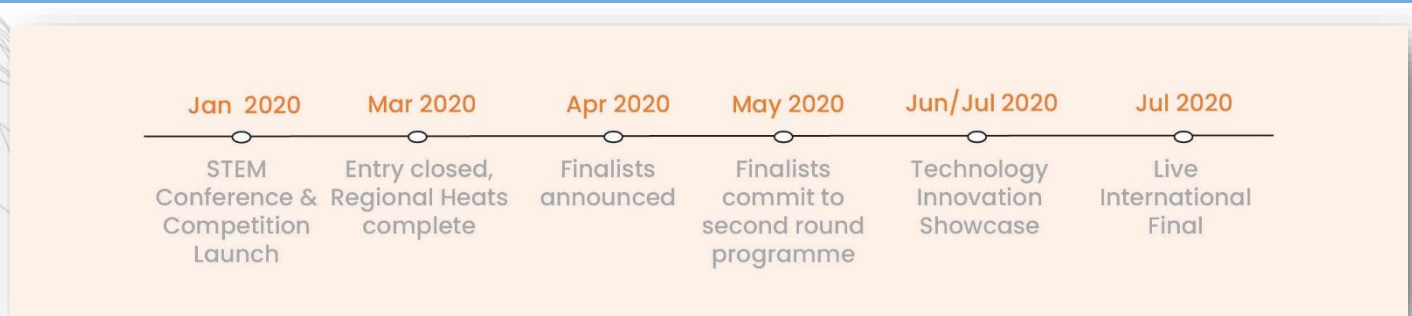 Jan 2020
Mar 2020
Apr 2020
May 2020
Jun/Jul 2020
Jul 2020
STEM
Conference &
Competition
Launch
Entry closed,
Regional Heats
complete
Finalists
announced
Finalists
commit to
second round
programme
Technology
Innovation
Showcase
Live
International
Final